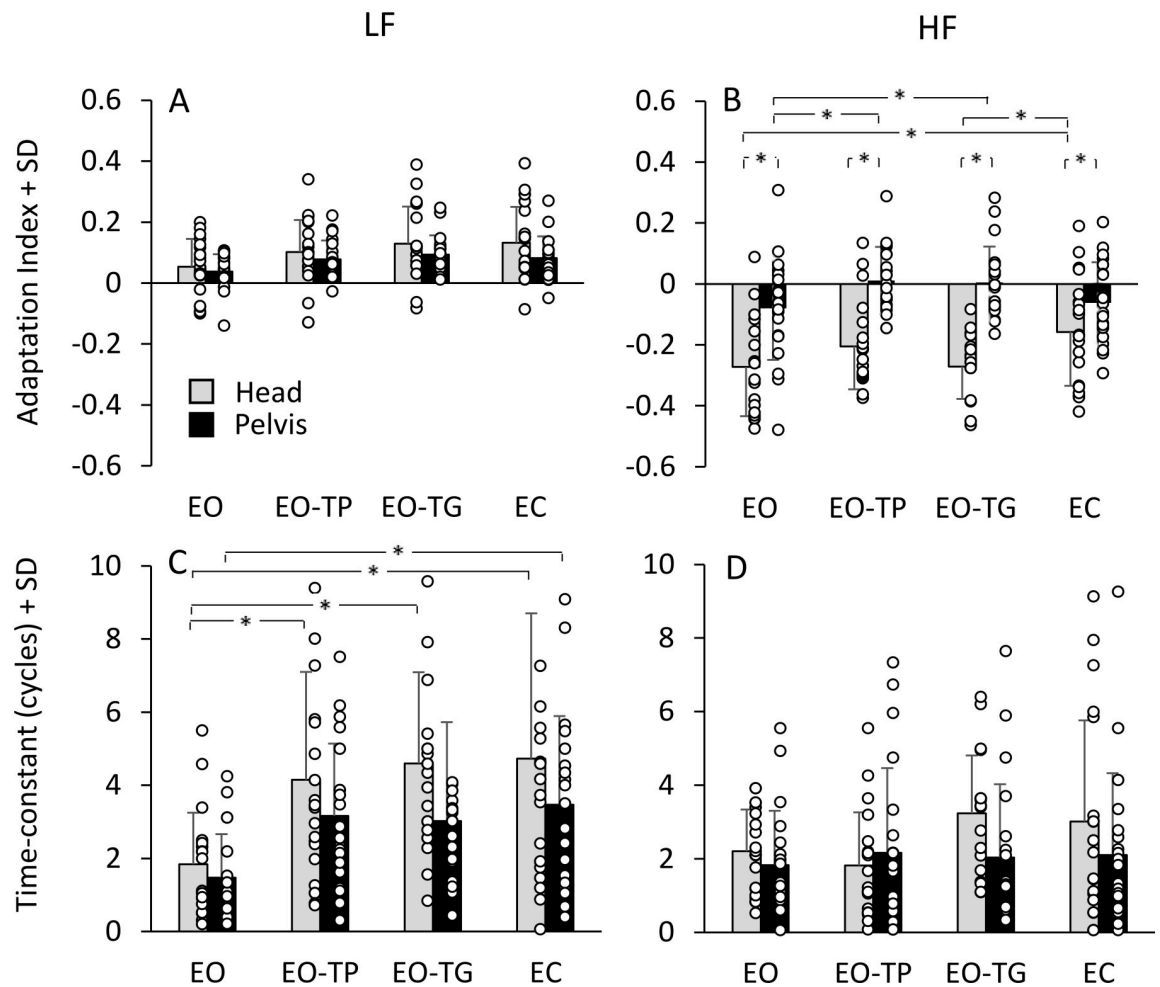 LF
HF
Adaptation Index + SD
A
0.6
0.4
0.2
0
-0.2
-0.4
-0.6
Head
Pelvis
EO EO-TP EO-TG EC
B
0.6
0.4
0.2
0
-0.2
-0.4
-0.6
*
*
*
*
*
* * *
*
EO EO-TP EO-TG EC
Time-constant (cycles) + SD
C
10
8
6
4
2
0
*
*
*
*
EO EO-TP EO-TG EC
D
10
8
6
4
2
0
EO EO-TP EO-TG EC